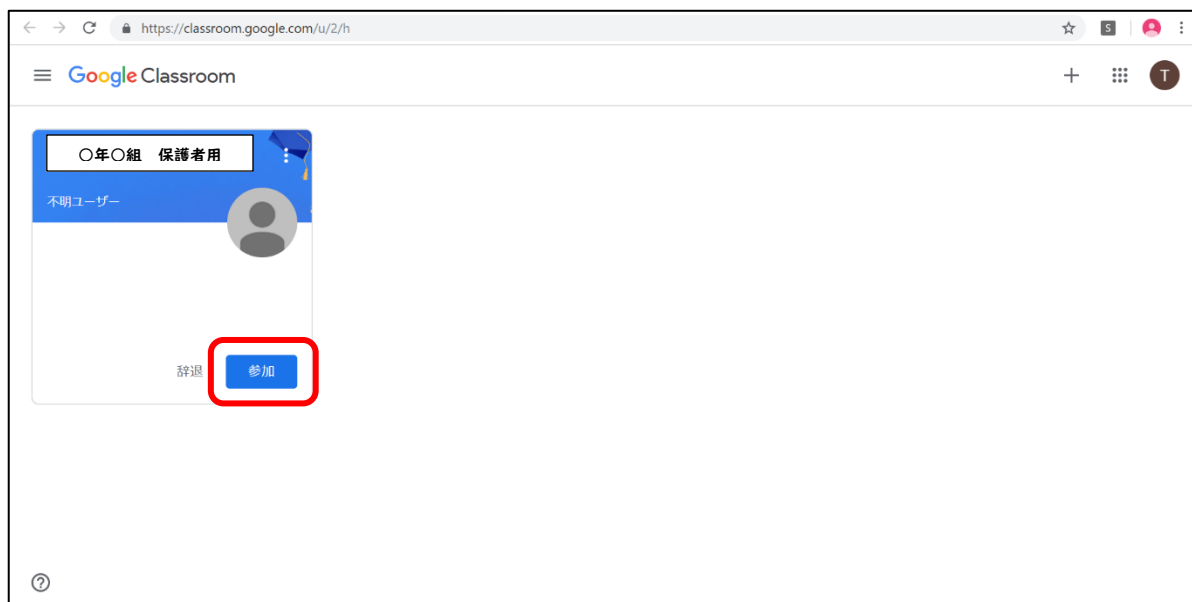 https://classroom.google.com/u/2/h
S
Google Classroom
T
〇年〇組　保護者用
不明ユーザー
辞退
参加